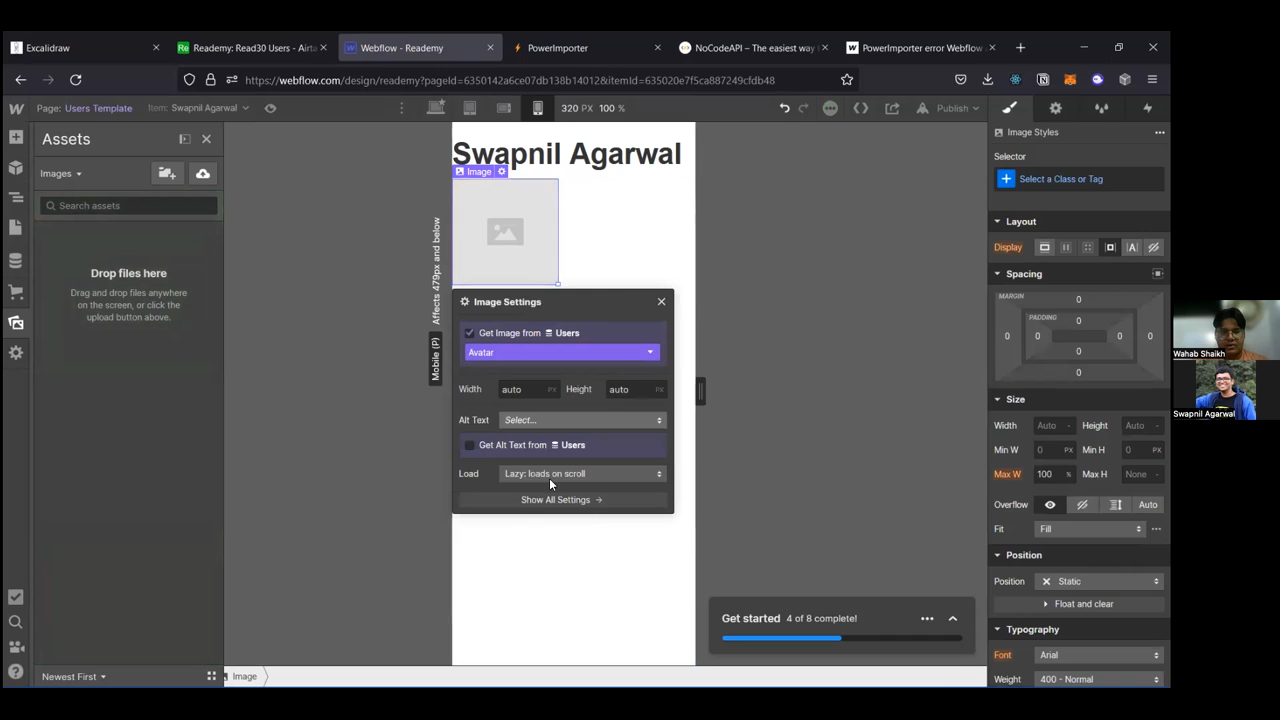 Excalidraw
Reademy: Read30 Users - Airta
Webflow - Reademy
PowerImporter
NoCodeAPI – The easiest way t
PowerImporter error Webflow
https://webflow.com/design/reademy?pageId=6350142a6ce07db138b14012&itemId=635020e7f5ca887249cfdb48
Page: Users Template
Item: Swapnil Agarwal
320 PX 100 %
Publish
Assets
Images
Search assets
Drop files here
Drag and drop files anywhere
on the screen, or click the
upload button above.
Newest First
Affects 479px and below
Mobile (P)
Swapnil Agarwal
Image
Image Settings
Get Image from Users
Avatar
Width auto PX Height auto PX
Alt Text Select...
Get Alt Text from Users
Load Lazy: loads on scroll
Show All Settings
Get started 4 of 8 complete!
Image
Image Styles
Selector
Select a Class or Tag
Layout
Display
Spacing
MARGIN
0
PADDING
0
0 0 0 0
0
0
Size
Width Auto - Height Auto -
Min W 0 PX Min H 0 PX
Max W 100 % Max H None -
Overflow Auto
Fit Fill
Position
Position Static
Float and clear
Typography
Font Arial
Weight 400 - Normal
Wahab Shaikh
Swapnil Agarwal